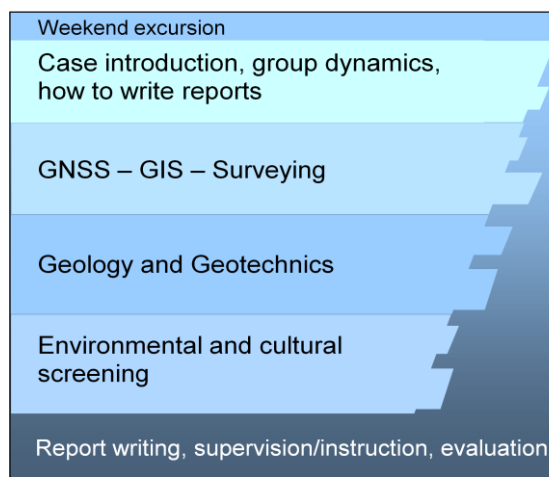 Weekend excursion
Case introduction, group dynamics,
how to write reports
GNSS – GIS – Surveying
Geology and Geotechnics
Environmental and cultural
screening
Report writing, supervision/instruction, evaluation